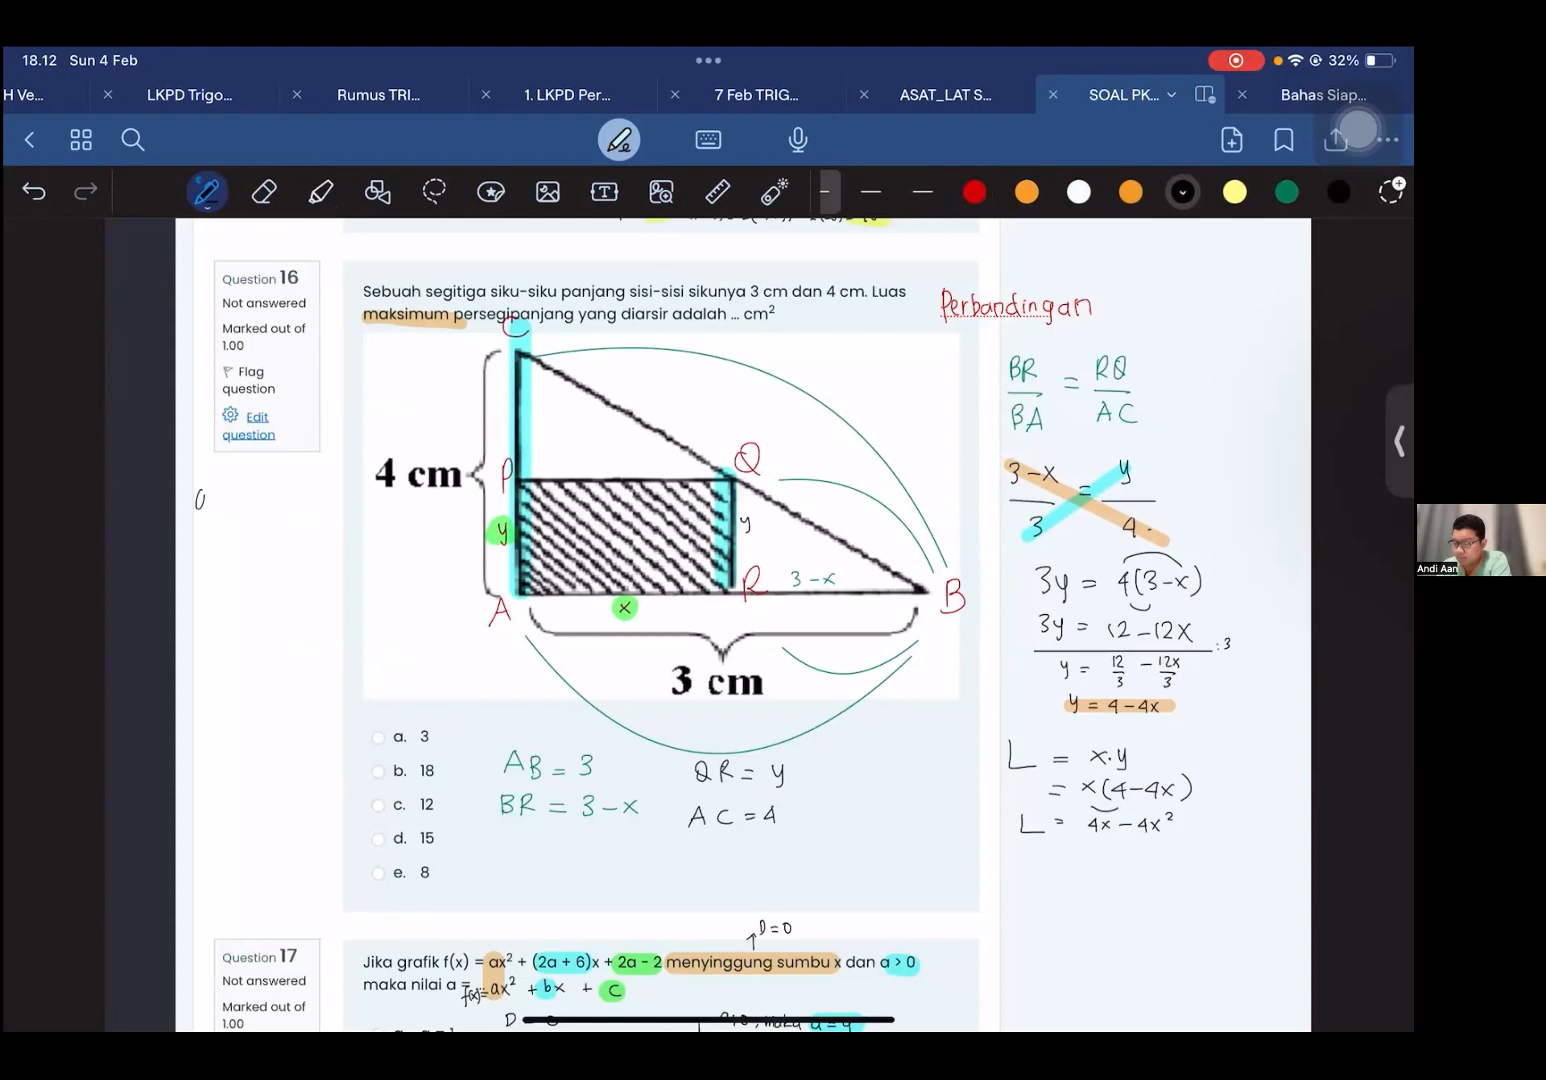 18.12 Sun 4 Feb
32%
H Ve...
LKPD Trigo...
Rumus TRI...
1. LKPD Per...
7 Feb TRIG...
ASAT_LAT S...
SOAL PK...
Bahas Siap...
Question 16
Not answered
Marked out of
1.00
Flag
question
Edit
question
Sebuah segitiga siku-siku panjang sisi-sisi sikunya 3 cm dan 4 cm. Luas
maksimum persegipanjang yang diarsir adalah ... cm²
C
4 cm
P
Q
y
y
A
x
R
3-x
B
3 cm
a. 3
b. 18
c. 12
d. 15
e. 8
AB = 3
BR = 3-x
QR = y
AC = 4
Perbandingan
BR/BA = RQ/AC
3-x/3 = y/4
3y = 4(3-x)
3y = 12-12x
:3
y = 12/3 - 12x/3
y = 4-4x
L = x.y
= x(4-4x)
L = 4x-4x²
Andi Aan
Question 17
Not answered
Marked out of
1.00
D=0
Jika grafik f(x) = ax² + (2a + 6)x + 2a - 2 menyinggung sumbu x dan a > 0
maka nilai a =
f(x)= ax² + bx + c
D
maka